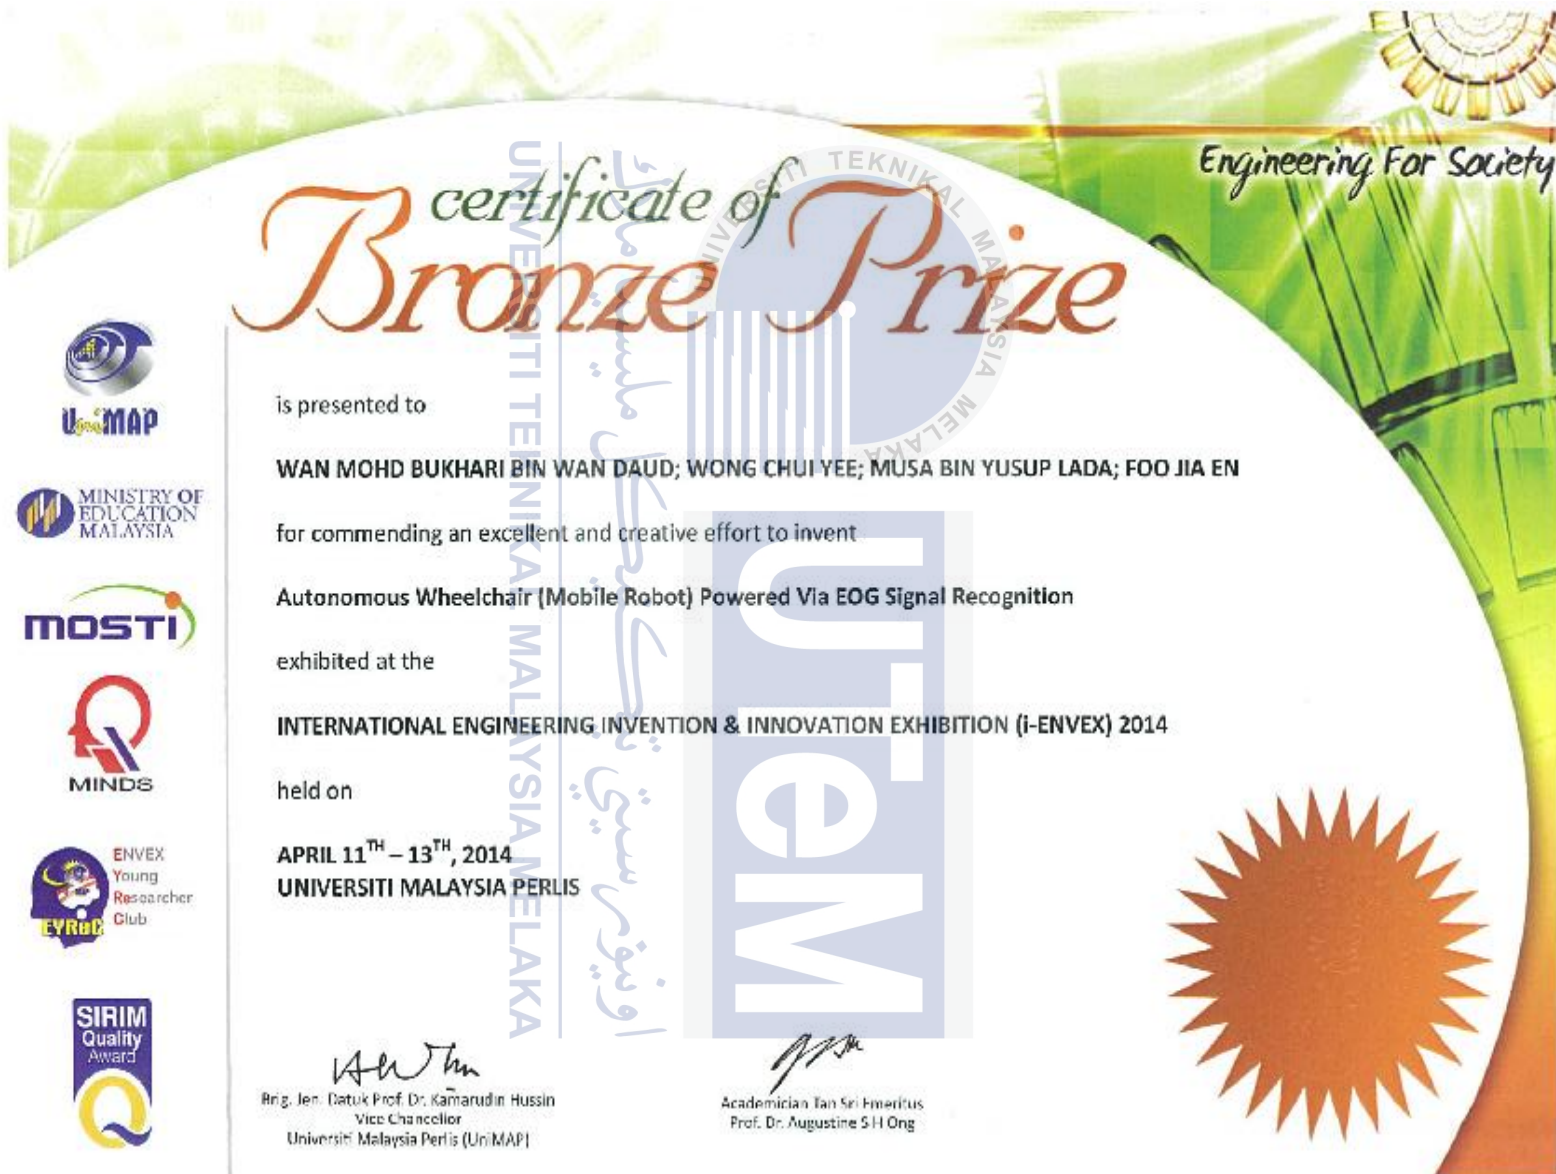 Engineering For Society
certificate of
Bronze Prize
is presented to
WAN MOHD BUKHARI BIN WAN DAUD; WONG CHUI YEE; MUSA BIN YUSUP LADA; FOO JIA EN
for commending an excellent and creative effort to invent
Autonomous Wheelchair (Mobile Robot) Powered Via EOG Signal Recognition
exhibited at the
INTERNATIONAL ENGINEERING INVENTION & INNOVATION EXHIBITION (i-ENVEX) 2014
held on
APRIL 11TH – 13TH, 2014
UNIVERSITI MALAYSIA PERLIS
Brig. Jen. Datuk Prof. Dr. Kamarudin Hussin
Vice Chancellor
Universiti Malaysia Perlis (UniMAP)
Academician Tan Sri Emeritus
Prof. Dr. Augustine S H Ong
UniMAP
MINISTRY OF
EDUCATION
MALAYSIA
MOSTI
MINDS
ENVEX
Young
Researcher
Club
EYReC
SIRIM
Quality
Award
UNIVERSITI TEKNIKAL MALAYSIA MELAKA
اونيورسيتي تيكنيكل مليسيا ملاك
UNIVERSITI TEKNIKAL MALAYSIA MELAKA
UTeM